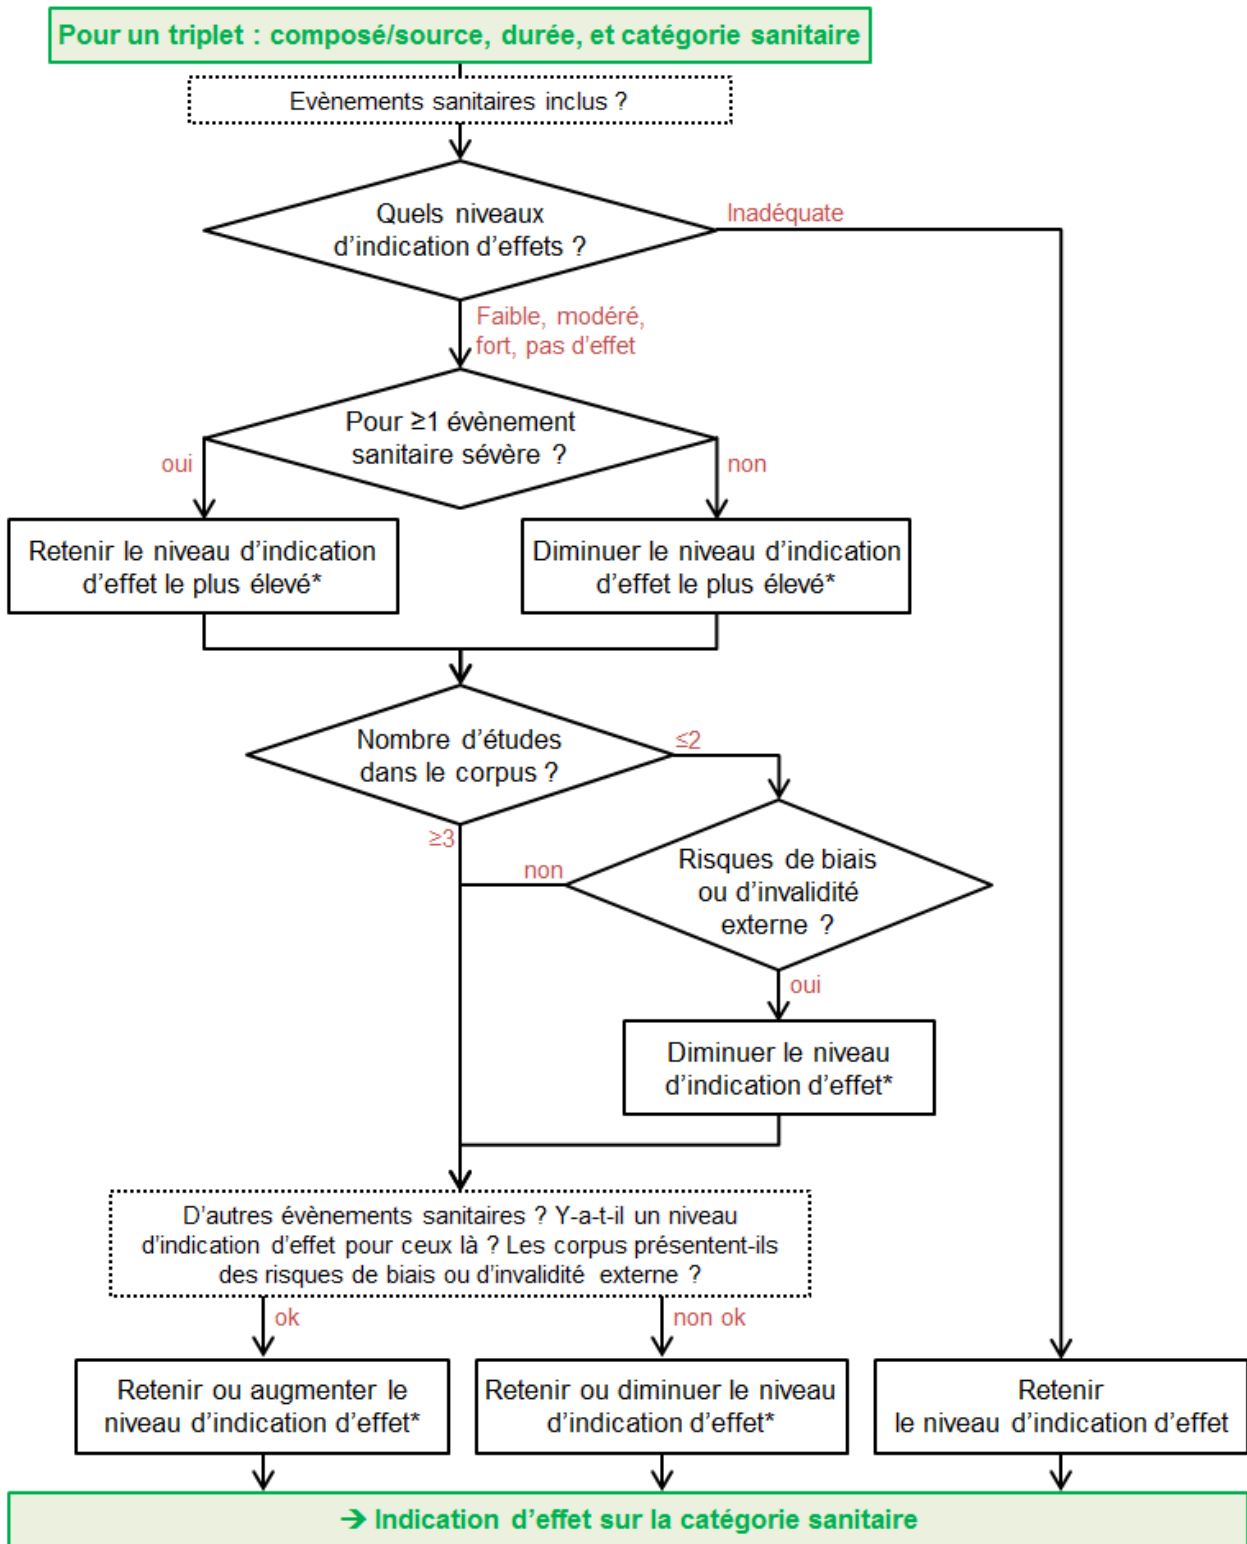 Pour un triplet : composé/source, durée, et catégorie sanitaire
Evènements sanitaires inclus ?
Quels niveaux
d'indication d'effets ?
Inadéquate
Faible, modéré,
fort, pas d'effet
Pour ≥1 évènement
sanitaire sévère ?
oui
non
Retenir le niveau d'indication
d'effet le plus élevé*
Diminuer le niveau d'indication
d'effet le plus élevé*
Nombre d'études
dans le corpus ?
≤2
≥3
Risques de biais
ou d'invalidité
externe ?
non
oui
Diminuer le niveau
d'indication d'effet*
D'autres évènements sanitaires ? Y-a-t-il un niveau
d'indication d'effet pour ceux là ? Les corpus présentent-ils
des risques de biais ou d'invalidité externe ?
ok
non ok
Retenir ou augmenter le
niveau d'indication d'effet*
Retenir ou diminuer le niveau
d'indication d'effet*
Retenir
le niveau d'indication d'effet
→ Indication d'effet sur la catégorie sanitaire